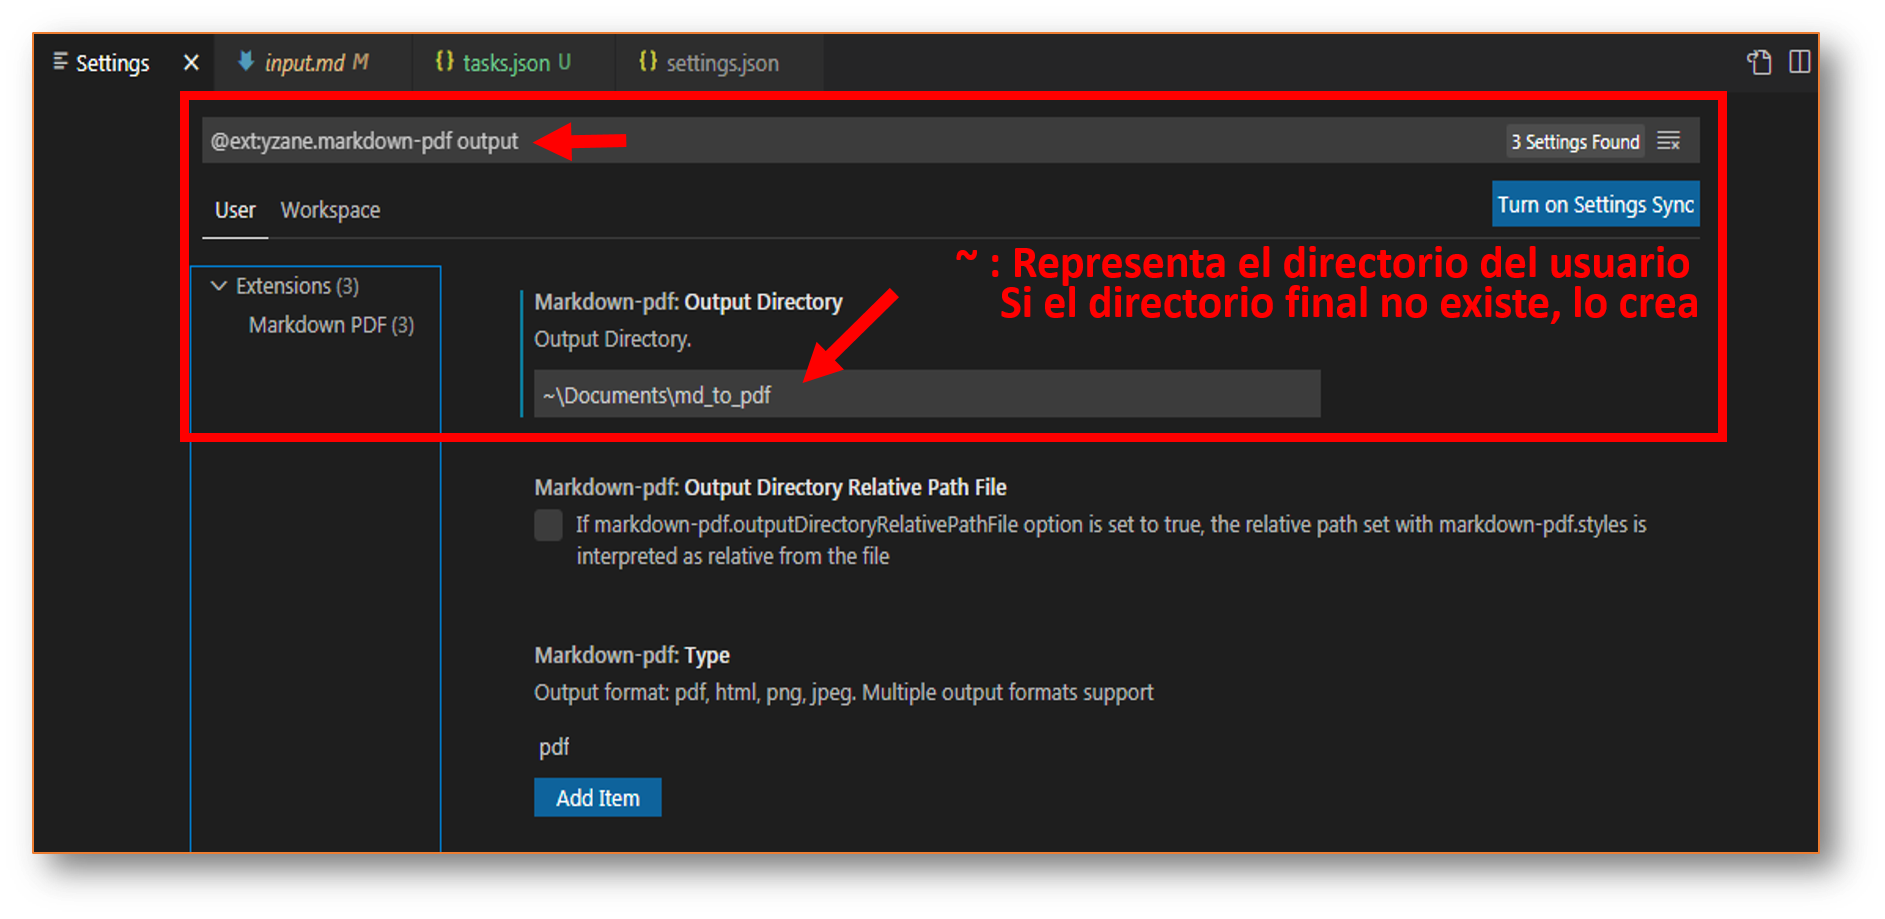 Settings
input.md M
{} tasks.json U
{} settings.json
@ext:yzane.markdown-pdf output
3 Settings Found
User Workspace
Turn on Settings Sync
~ : Representa el directorio del usuario
Si el directorio final no existe, lo crea
Extensions (3)
Markdown PDF (3)
Markdown-pdf: Output Directory
Output Directory.
~\Documents\md_to_pdf
Markdown-pdf: Output Directory Relative Path File
If markdown-pdf.outputDirectoryRelativePathFile option is set to true, the relative path set with markdown-pdf.styles is
interpreted as relative from the file
Markdown-pdf: Type
Output format: pdf, html, png, jpeg. Multiple output formats support
pdf
Add Item